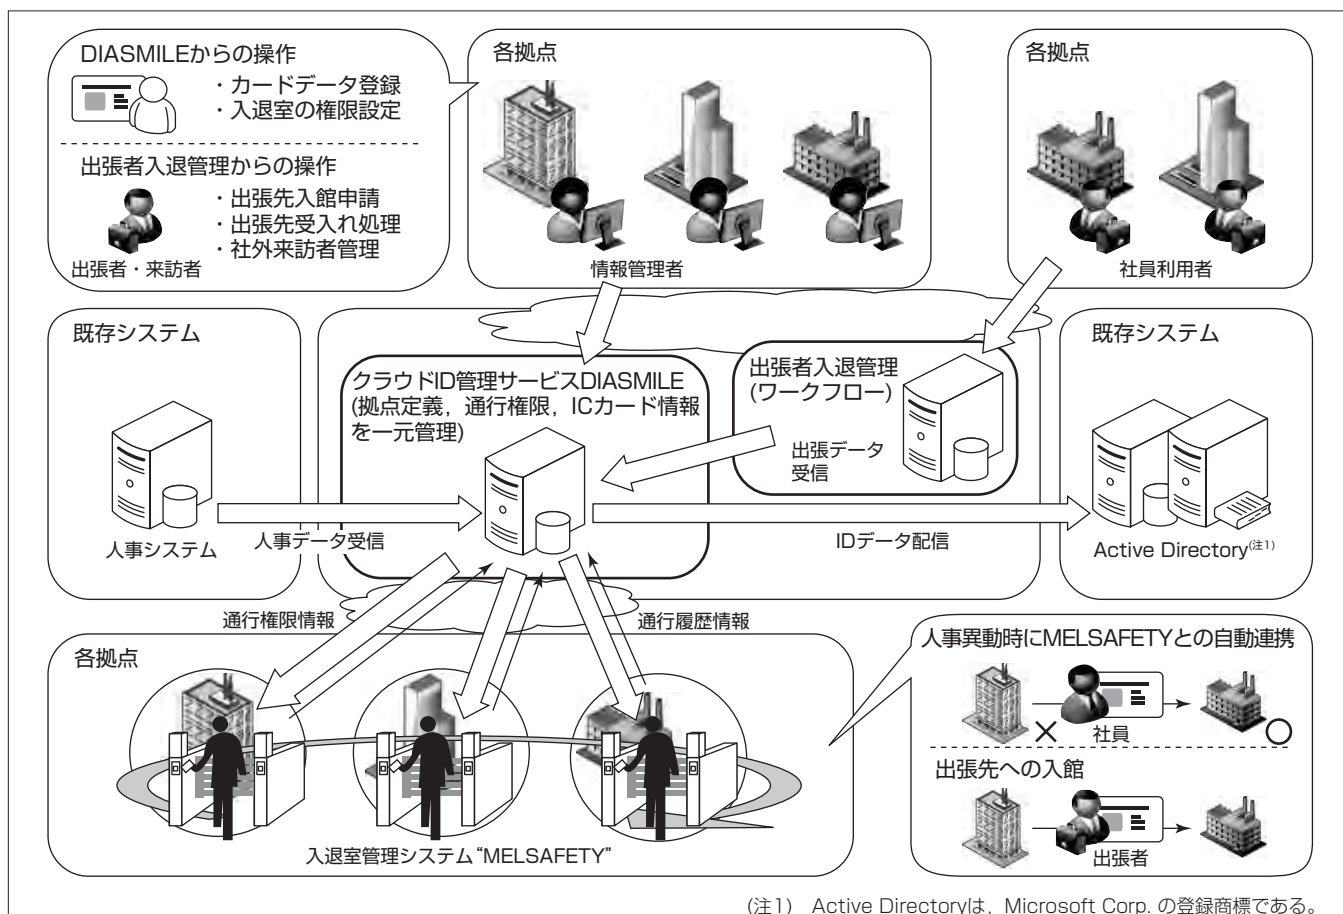 DIASMILEからの操作
・カードデータ登録
・入退室の権限設定
出張者入退管理からの操作
・出張先入館申請
・出張先受入れ処理
・社外来訪者管理
出張者・来訪者
各拠点
情報管理者
各拠点
社員利用者
既存システム
人事システム
人事データ受信
クラウドID管理サービスDIASMILE
(拠点定義，通行権限，ICカード情報
を一元管理)
出張者入退管理
(ワークフロー)
出張データ
受信
IDデータ配信
既存システム
Active Directory(注1)
通行権限情報
通行履歴情報
各拠点
入退室管理システム“MELSAFETY”
人事異動時にMELSAFETYとの自動連携
社員
出張先への入館
出張者
(注1) Active Directoryは，Microsoft Corp. の登録商標である。